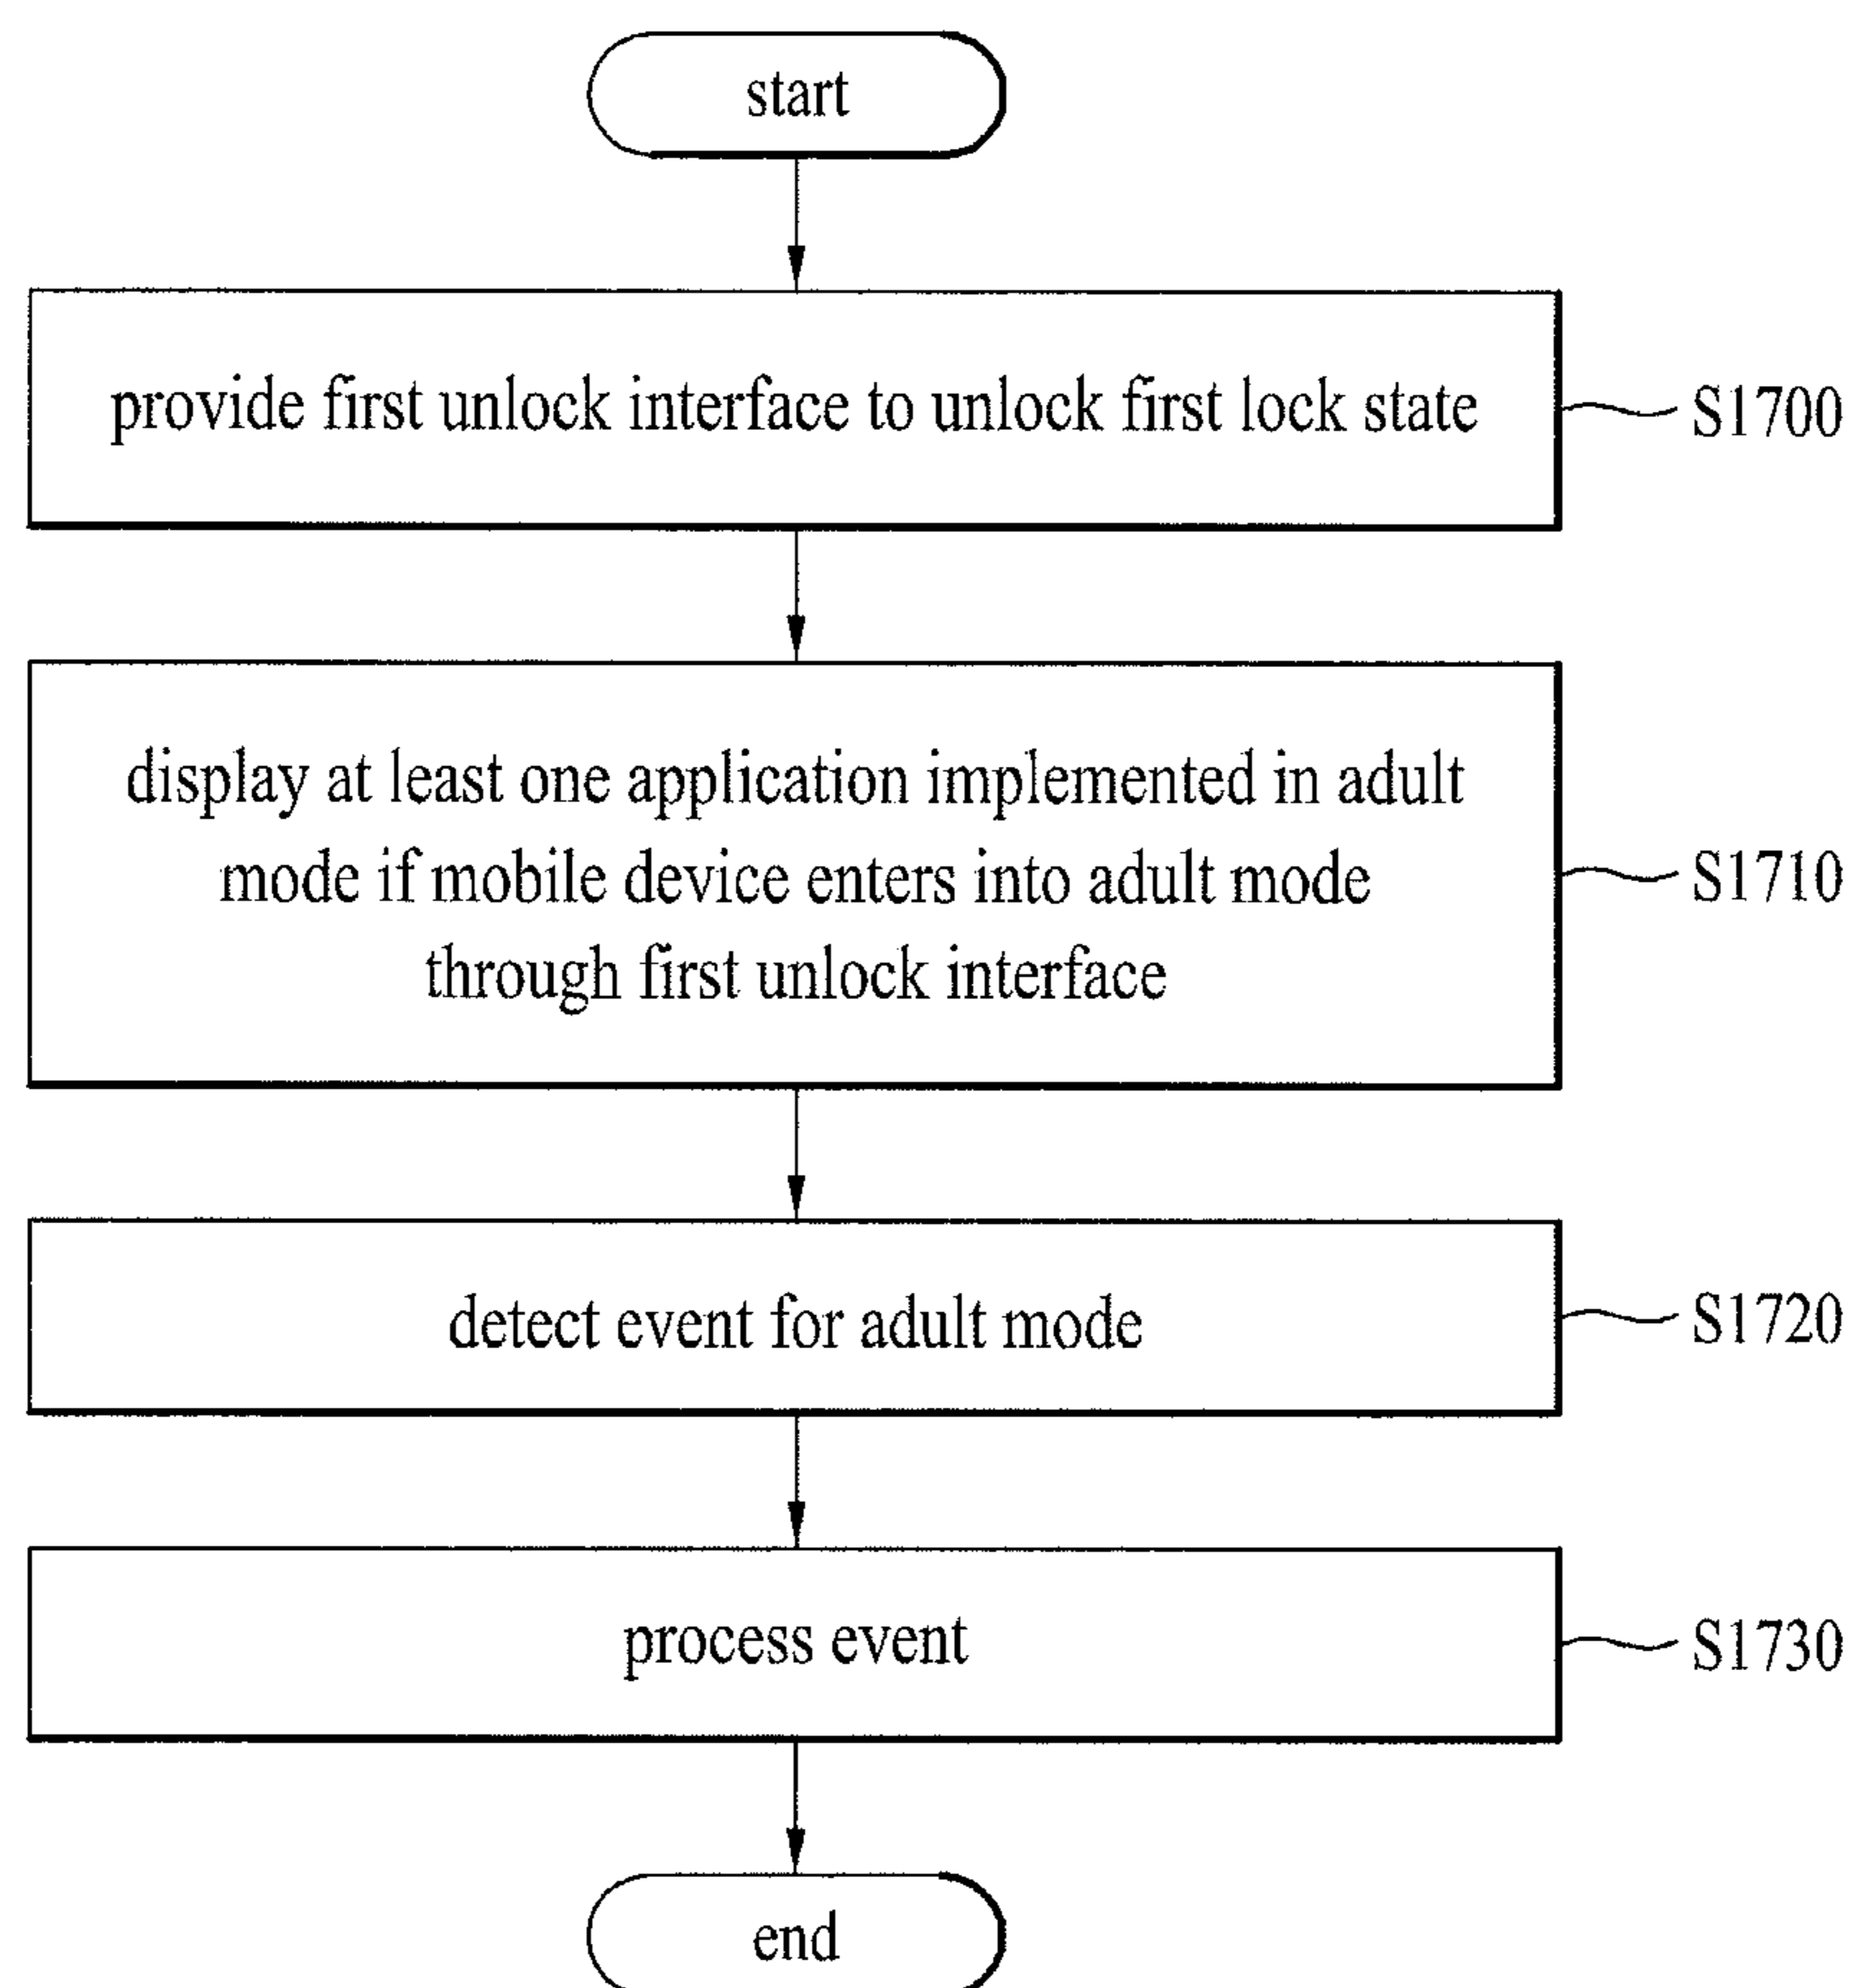 start
provide first unlock interface to unlock first lock state
S1700
display at least one application implemented in adult
mode if mobile device enters into adult mode
through first unlock interface
S1710
detect event for adult mode
S1720
process event
S1730
end